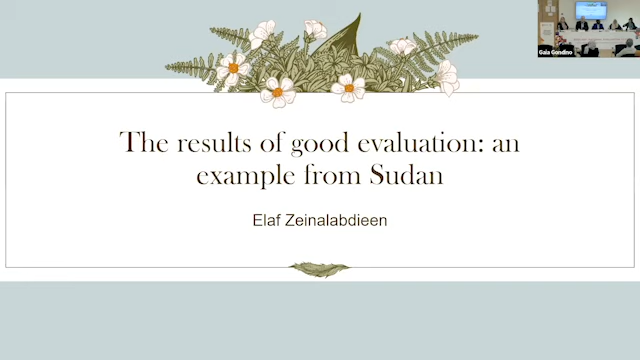 The results of good evaluation: an
example from Sudan
Elaf Zeinalabdieen
Gaia Gondino